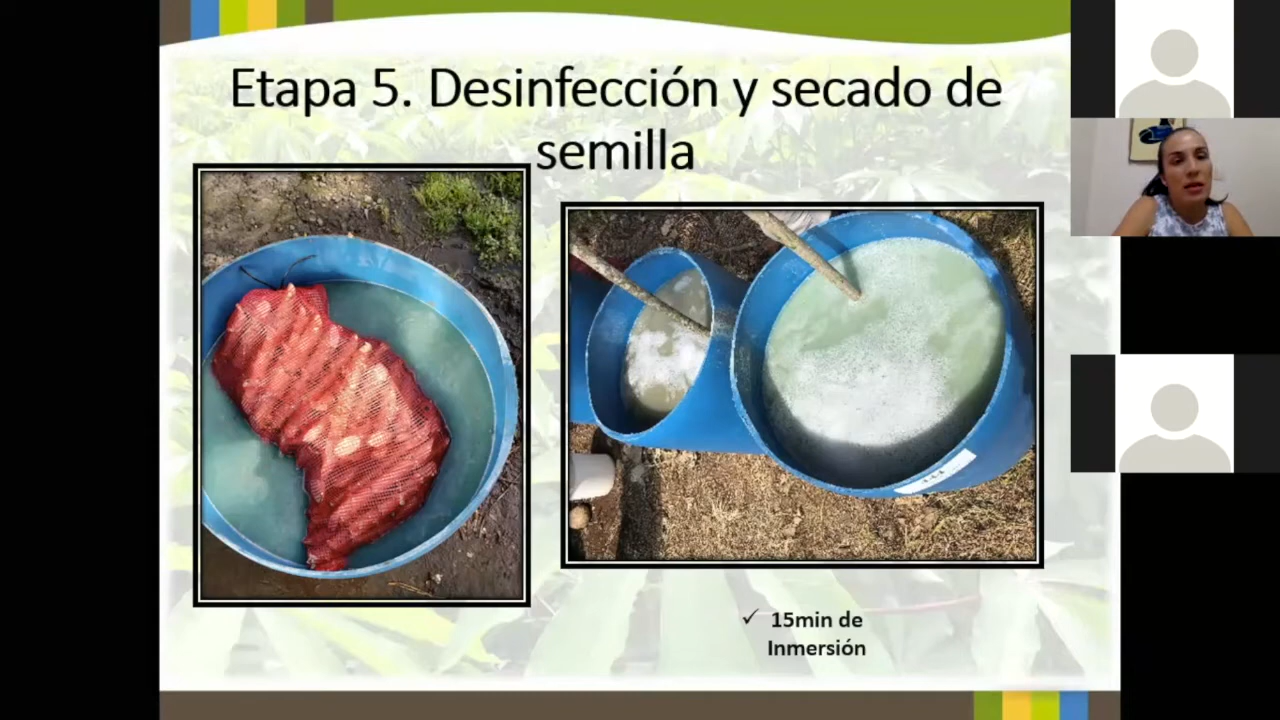 Etapa 5. Desinfección y secado de
semilla
✓ 15min de
Inmersión